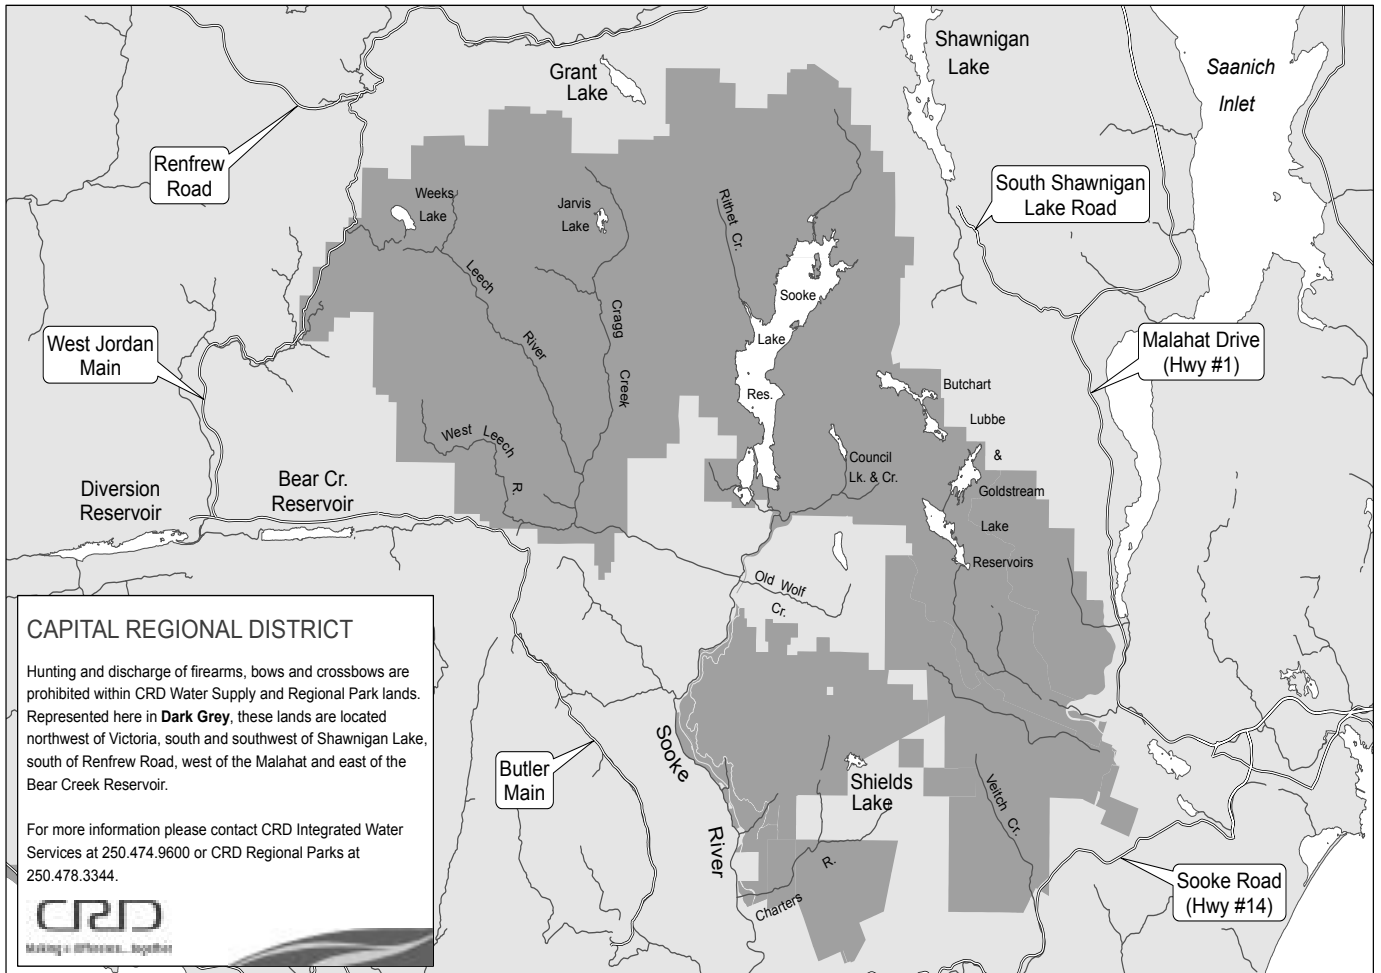 Shawnigan
Lake
Saanich
Inlet
Grant
Lake
Renfrew
Road
Weeks
Lake
Jarvis
Lake
Rithet Cr.
South Shawnigan
Lake Road
Leech
River
Cragg
Creek
Sooke
Lake
Res.
West Jordan
Main
Malahat Drive
(Hwy #1)
Butchart
Lubbe
&
Goldstream
Lake
Reservoirs
West Leech
R.
Council
Lk. & Cr.
Diversion
Reservoir
Bear Cr.
Reservoir
Old Wolf
Cr.
CAPITAL REGIONAL DISTRICT
Hunting and discharge of firearms, bows and crossbows are
prohibited within CRD Water Supply and Regional Park lands.
Represented here in Dark Grey, these lands are located
northwest of Victoria, south and southwest of Shawnigan Lake,
south of Renfrew Road, west of the Malahat and east of the
Bear Creek Reservoir.
For more information please contact CRD Integrated Water
Services at 250.474.9600 or CRD Regional Parks at
250.478.3344.
CRD
Making a difference...together
Butler
Main
Sooke
River
Shields
Lake
Veitch Cr.
Charters
R.
Sooke Road
(Hwy #14)